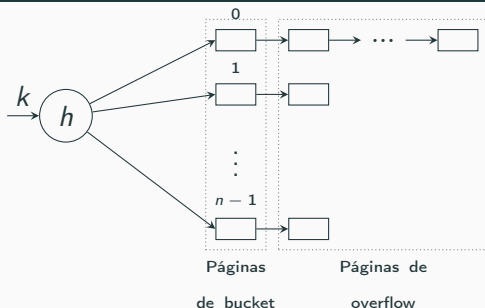 0
k
h
...
1
⋮
n − 1
Páginas
de bucket
Páginas de
overflow